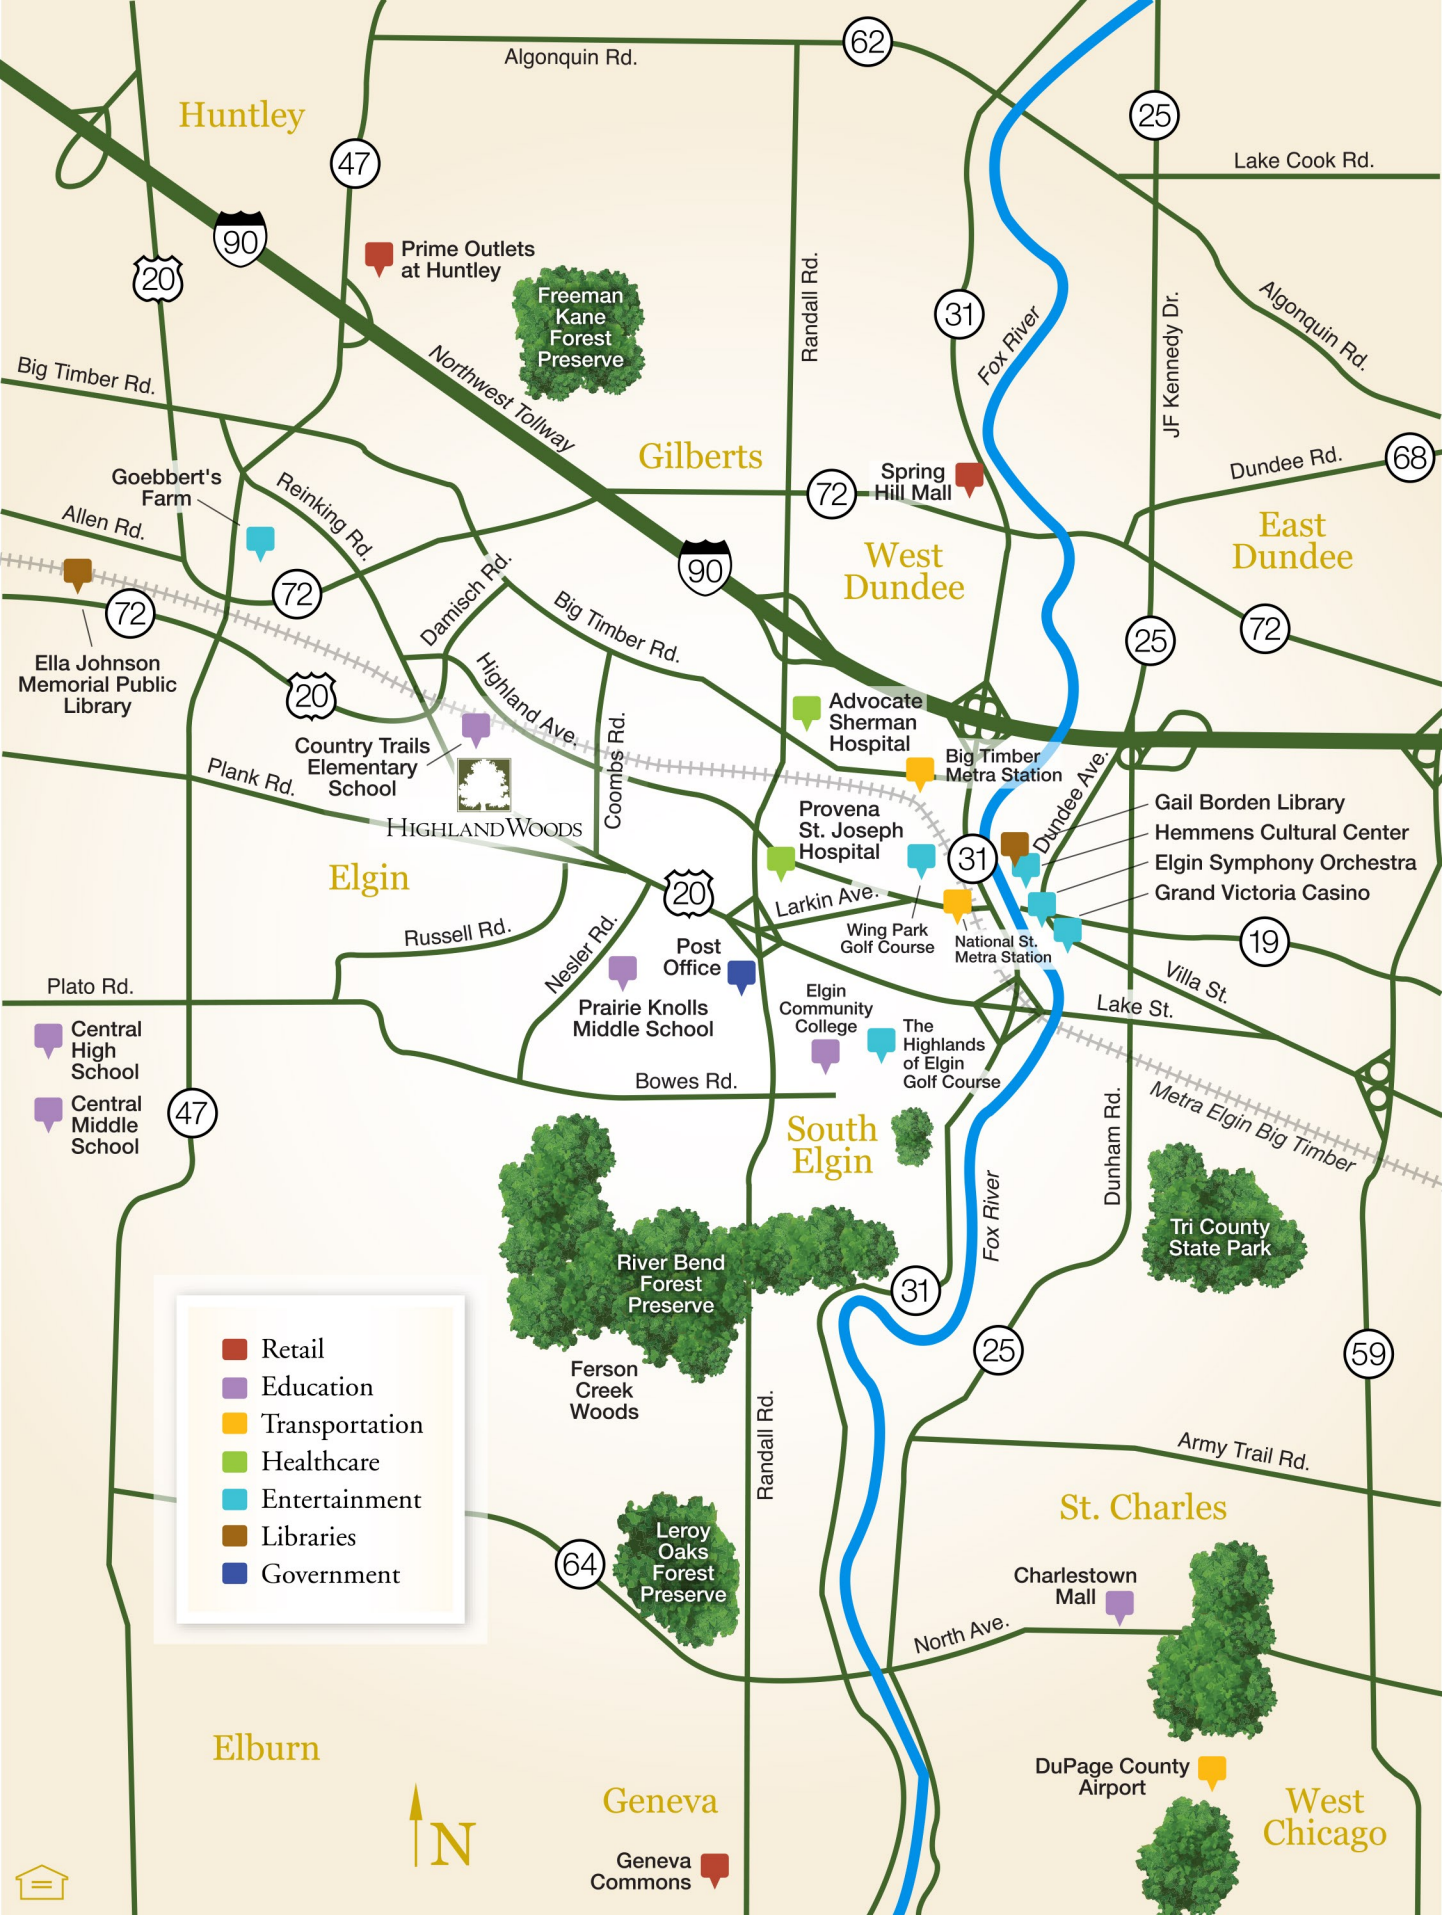 62
Algonquin Rd.
25
Huntley
47
Lake Cook Rd.
90
20
Prime Outlets
at Huntley
Freeman
Kane
Forest
Preserve
Randall Rd.
31
Fox River
JF Kennedy Dr.
Algonquin Rd.
Northwest Tollway
Big Timber Rd.
Gilberts
Spring
Hill Mall
72
Dundee Rd.
68
Goebbert's
Farm
Reinking Rd.
Allen Rd.
East
Dundee
West
Dundee
90
72
72
Damisch Rd.
Big Timber Rd.
25
72
Ella Johnson
Memorial Public
Library
20
Highland Ave.
Advocate
Sherman
Hospital
Country Trails
Elementary
School
Coombs Rd.
Big Timber
Metra Station
Plank Rd.
Dundee Ave.
HIGHLANDWOODS
Provena
St. Joseph
Hospital
31
Gail Borden Library
Hemmens Cultural Center
Elgin Symphony Orchestra
Grand Victoria Casino
Elgin
20
Larkin Ave.
Wing Park
Golf Course
National St.
Metra Station
19
Russell Rd.
Nesler Rd.
Post
Office
Villa St.
Plato Rd.
Prairie Knolls
Middle School
Elgin
Community
College
The
Highlands
of Elgin
Golf Course
Lake St.
Central
High
School
Central
Middle
School
47
Bowes Rd.
Metra Elgin Big Timber
Dunham Rd.
South
Elgin
Fox River
Tri County
State Park
River Bend
Forest
Preserve
31
25
59
Ferson
Creek
Woods
Randall Rd.
Retail
Education
Transportation
Healthcare
Entertainment
Libraries
Government
Army Trail Rd.
St. Charles
64
Leroy
Oaks
Forest
Preserve
Charlestown
Mall
North Ave.
Elburn
DuPage County
Airport
Geneva
West
Chicago
N
Geneva
Commons